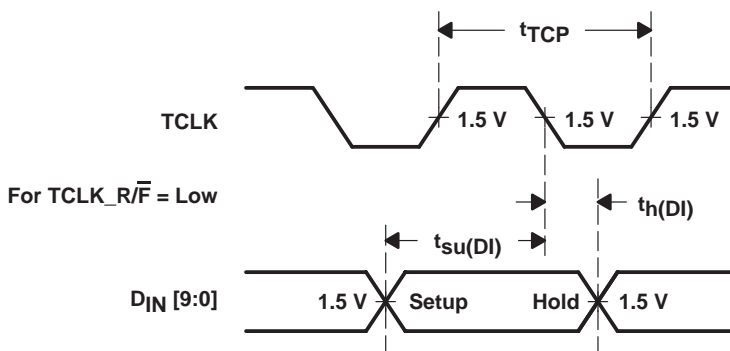 tTCP
TCLK
1.5 V 1.5 V 1.5 V
For TCLK_R/F̅ = Low
th(DI)
tsu(DI)
DIN [9:0]
1.5 V Setup Hold 1.5 V